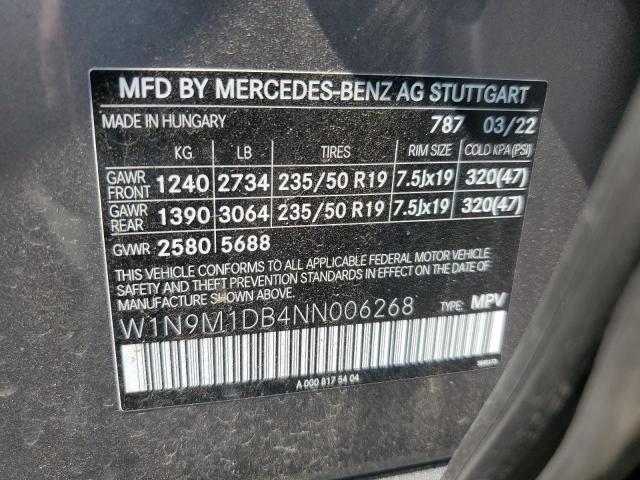 MFD BY MERCEDES-BENZ AG STUTTGART
MADE IN HUNGARY 787 03/22
KG LB TIRES RIM SIZE COLD KPA (PSI)
GAWR FRONT 1240 2734 235/50 R19 7.5Jx19 320(47)
GAWR REAR 1390 3064 235/50 R19 7.5Jx19 320(47)
GVWR 2580 5688
THIS VEHICLE CONFORMS TO ALL APPLICABLE FEDERAL MOTOR VEHICLE
SAFETY AND THEFT PREVENTION STANDARDS IN EFFECT ON THE DATE
OF MANUFACTURE SHOWN ABOVE.
W1N9M1DB4NN006268 TYPE: MPV
A 000 817 54 04